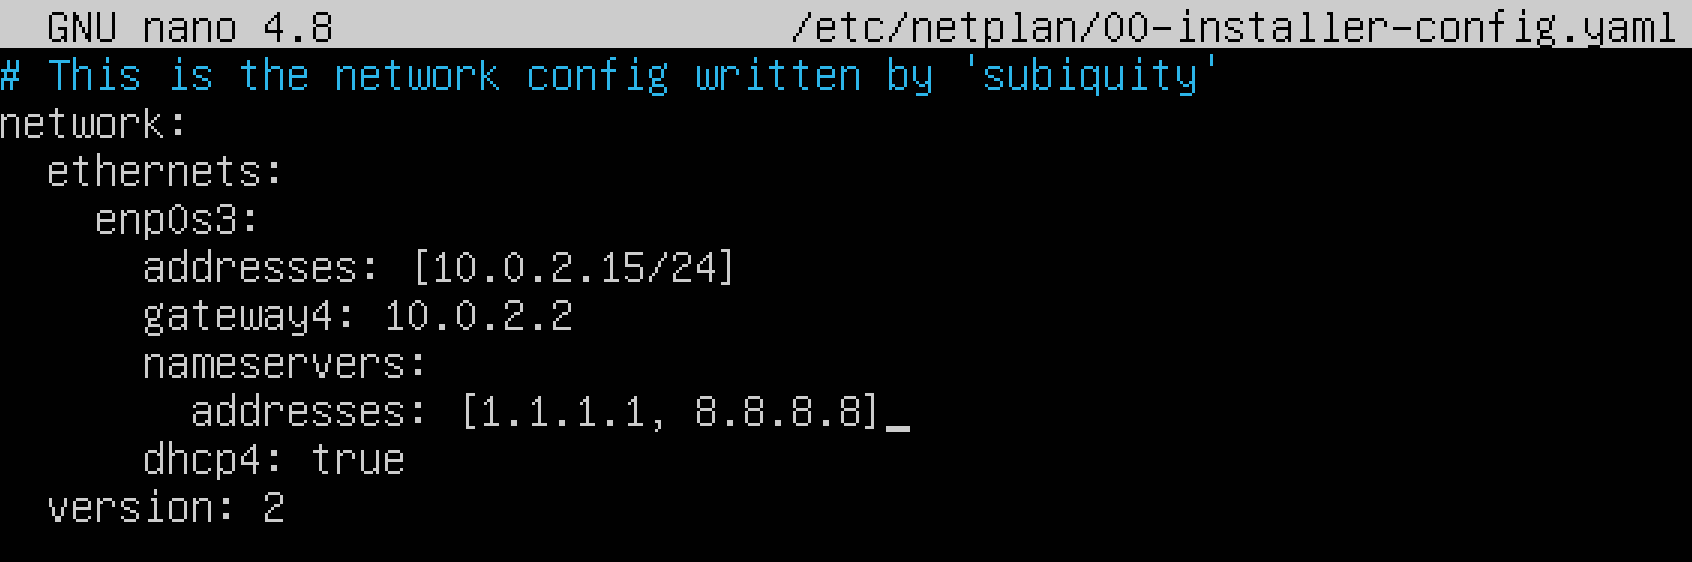 GNU nano 4.8 /etc/netplan/00-installer-config.yaml
# This is the network config written by 'subiquity'
network:
  ethernets:
    enp0s3:
      addresses: [10.0.2.15/24]
      gateway4: 10.0.2.2
      nameservers:
        addresses: [1.1.1.1, 8.8.8.8]
      dhcp4: true
  version: 2